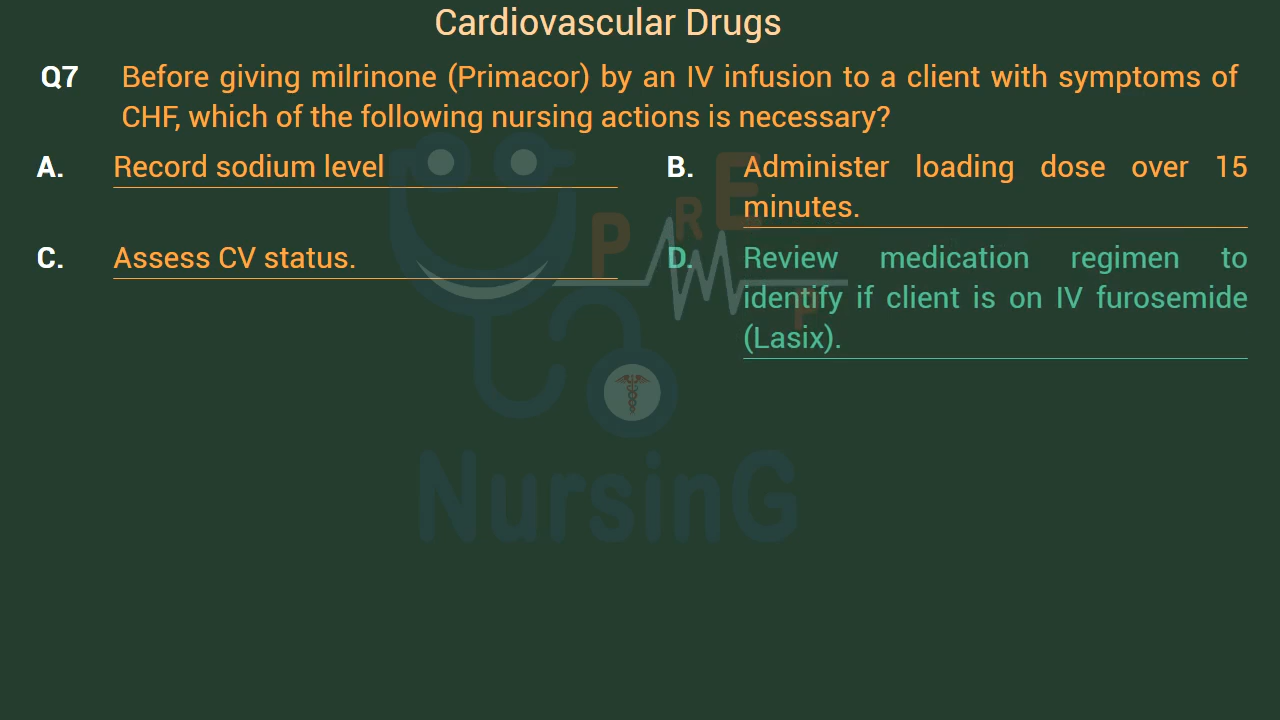 Cardiovascular Drugs
Q7 Before giving milrinone (Primacor) by an IV infusion to a client with symptoms of
CHF, which of the following nursing actions is necessary?
A. Record sodium level
B. Administer loading dose over 15
minutes.
C. Assess CV status.
D. Review medication regimen to
identify if client is on IV furosemide
(Lasix).
PREP
NursinG